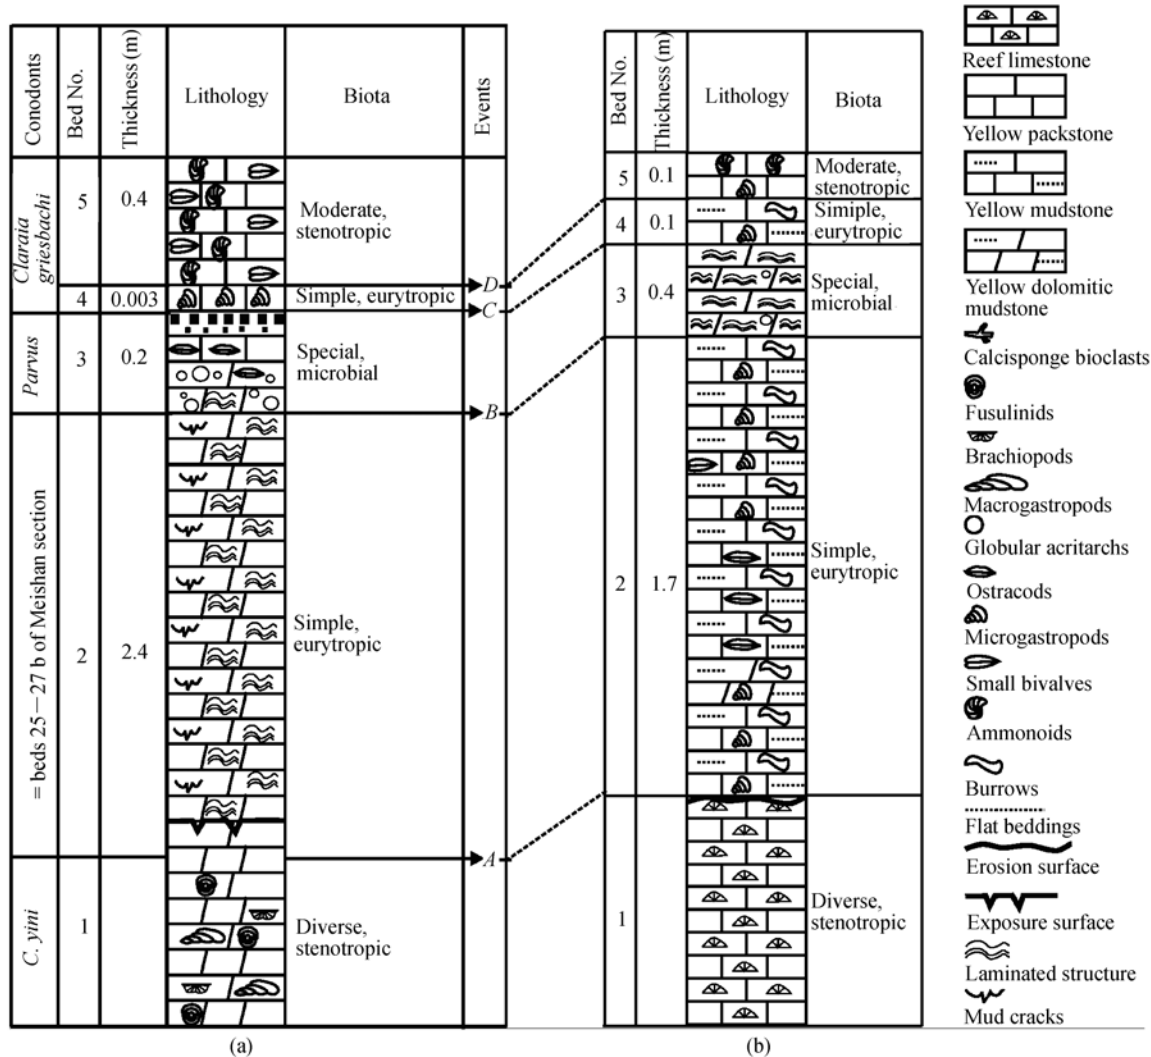 Conodonts
Bed No.
Thickness (m)
Lithology
Biota
Events
Claraia
griesbachi
5
0.4
Moderate,
stenotropic
D
4
0.003
Simple, eurytropic
C
Parvus
3
0.2
Special,
microbial
B
= beds 25－27 b of Meishan section
2
2.4
Simple,
eurytropic
A
C. yini
1
Diverse,
stenotropic
(a)
Bed No.
Thickness (m)
Lithology
Biota
5
0.1
Moderate,
stenotropic
4
0.1
Simiple,
eurytropic
3
0.4
Special,
microbial
2
1.7
Simple,
eurytropic
1
Diverse,
stenotropic
(b)
Reef limestone
Yellow packstone
Yellow mudstone
Yellow dolomitic
mudstone
Calcisponge bioclasts
Fusulinids
Brachiopods
Macrogastropods
Globular acritarchs
Ostracods
Microgastropods
Small bivalves
Ammonoids
Burrows
Flat beddings
Erosion surface
Exposure surface
Laminated structure
Mud cracks